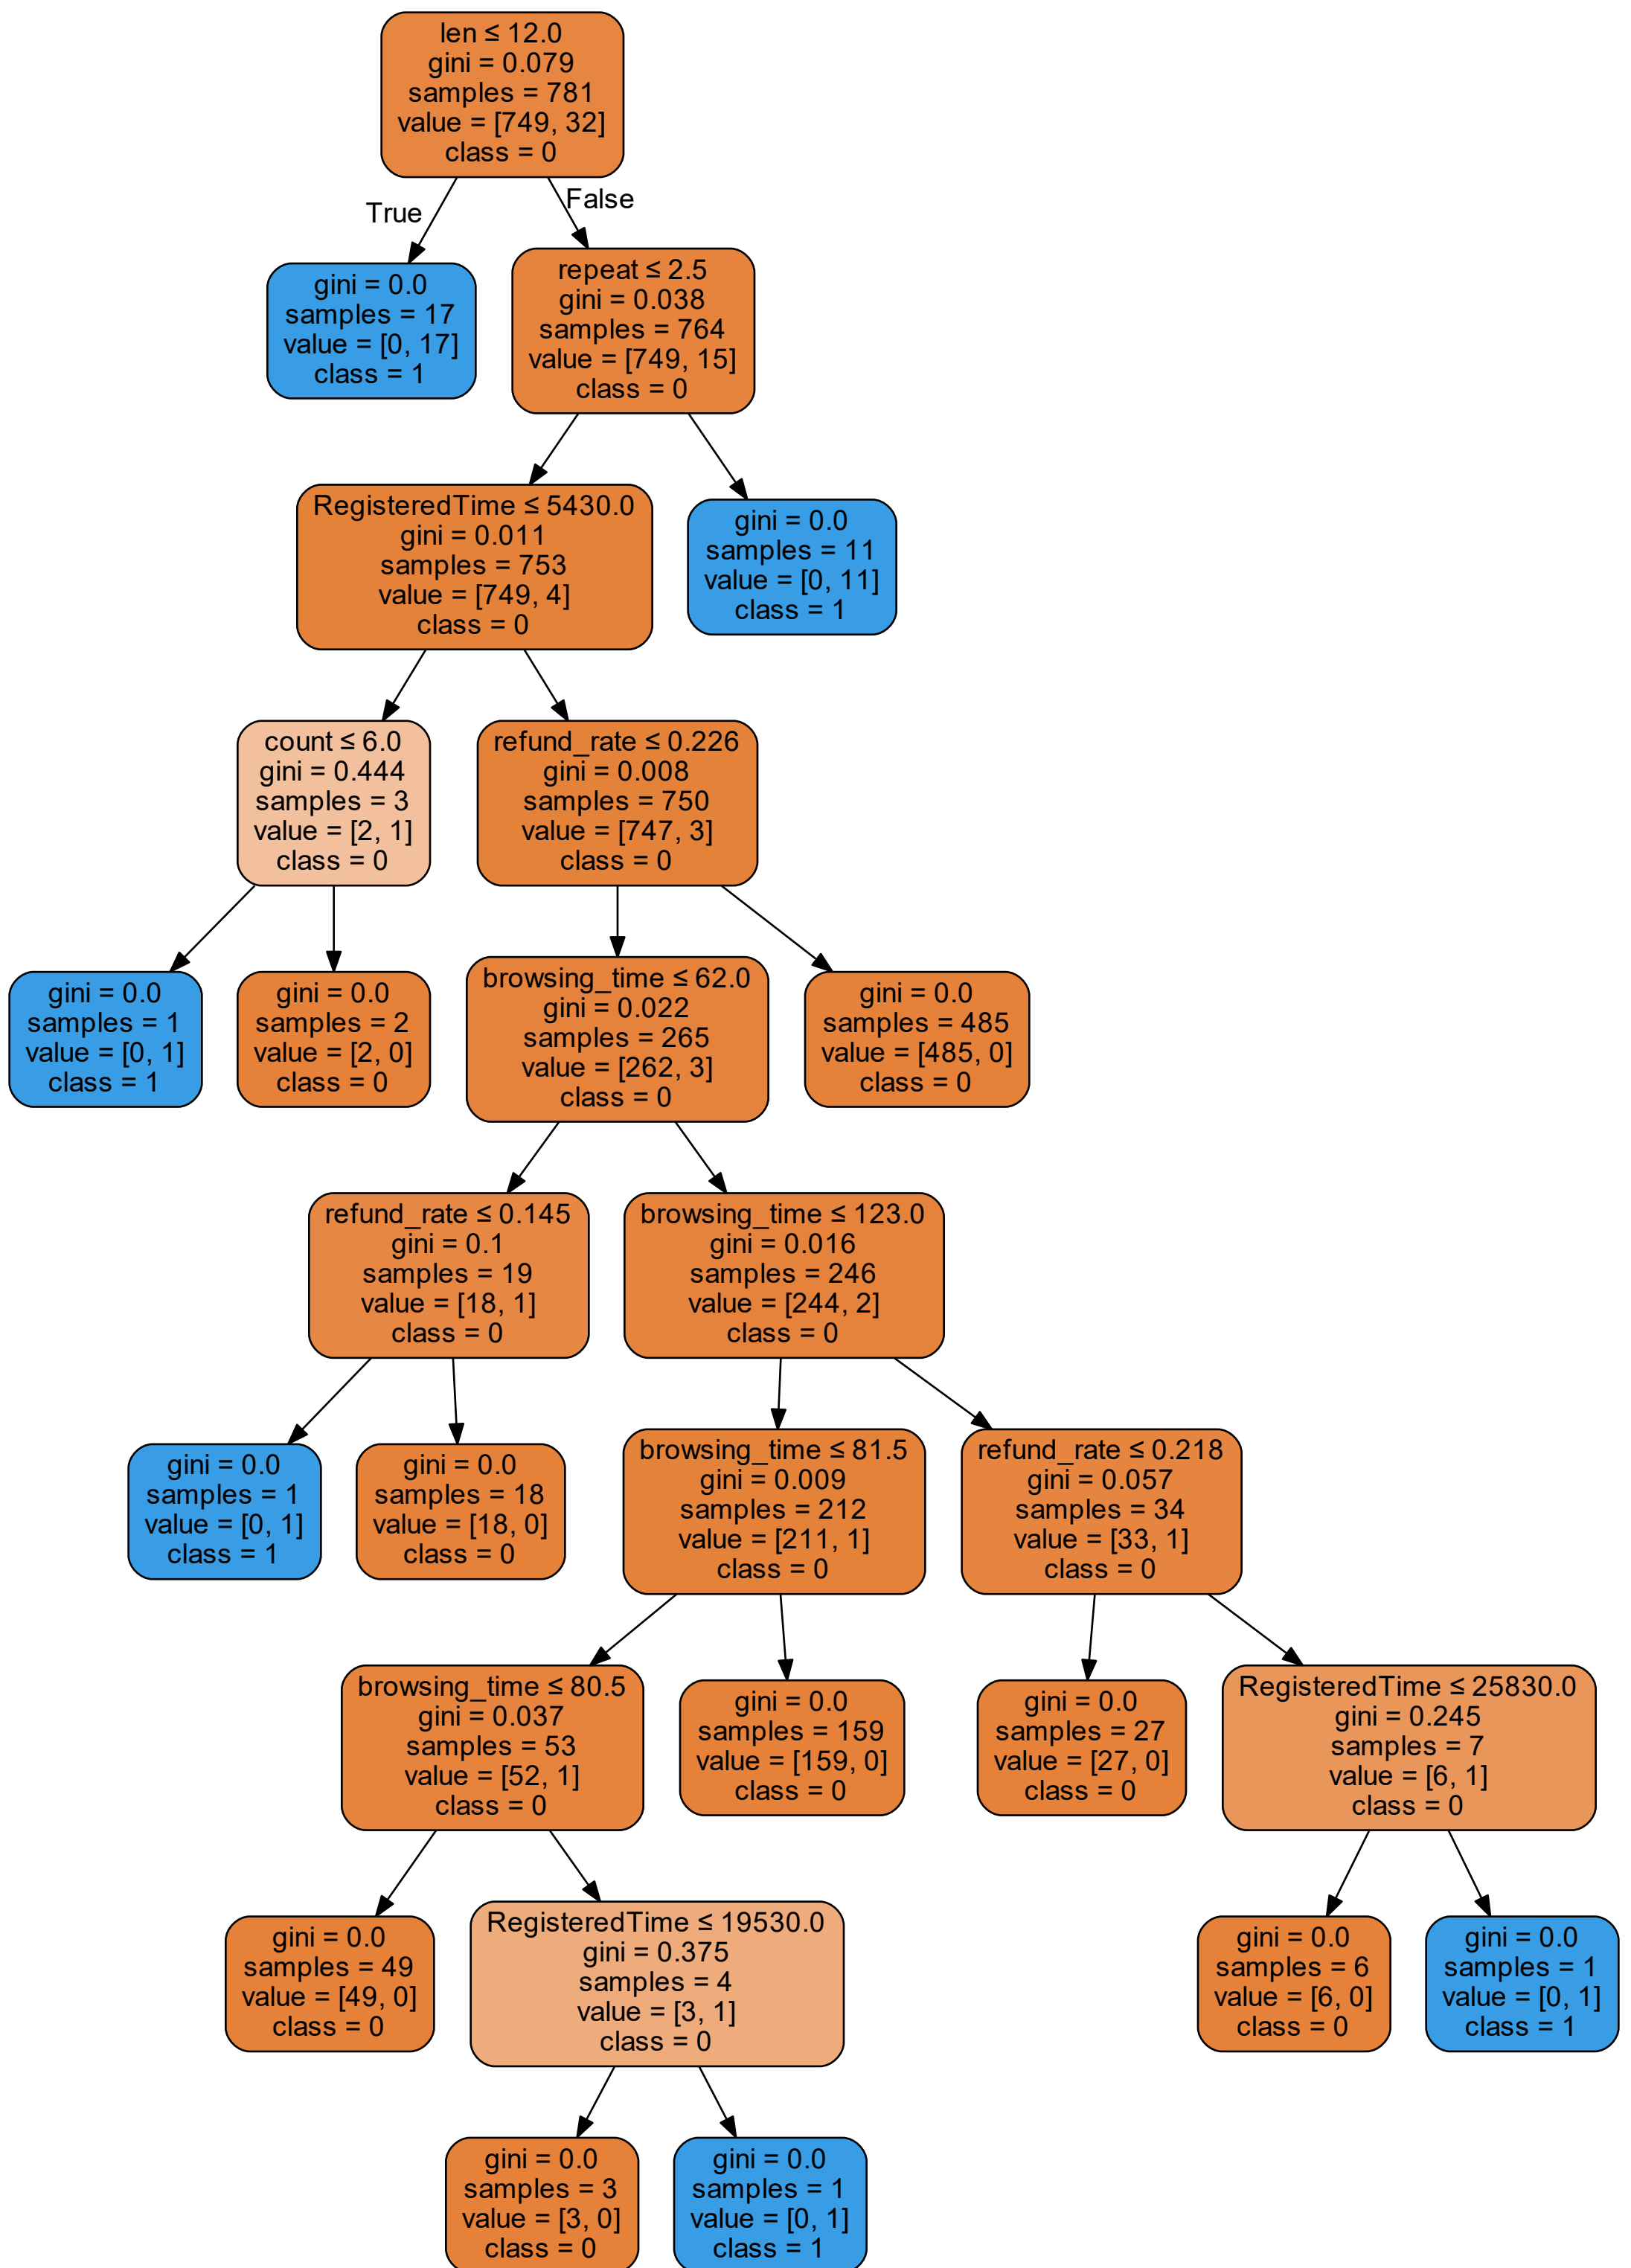 len ≤ 12.0
gini = 0.079
samples = 781
value = [749, 32]
class = 0
True
False
gini = 0.0
samples = 17
value = [0, 17]
class = 1
repeat ≤ 2.5
gini = 0.038
samples = 764
value = [749, 15]
class = 0
RegisteredTime ≤ 5430.0
gini = 0.011
samples = 753
value = [749, 4]
class = 0
gini = 0.0
samples = 11
value = [0, 11]
class = 1
count ≤ 6.0
gini = 0.444
samples = 3
value = [2, 1]
class = 0
refund_rate ≤ 0.226
gini = 0.008
samples = 750
value = [747, 3]
class = 0
gini = 0.0
samples = 1
value = [0, 1]
class = 1
gini = 0.0
samples = 2
value = [2, 0]
class = 0
browsing_time ≤ 62.0
gini = 0.022
samples = 265
value = [262, 3]
class = 0
gini = 0.0
samples = 485
value = [485, 0]
class = 0
refund_rate ≤ 0.145
gini = 0.1
samples = 19
value = [18, 1]
class = 0
browsing_time ≤ 123.0
gini = 0.016
samples = 246
value = [244, 2]
class = 0
gini = 0.0
samples = 1
value = [0, 1]
class = 1
gini = 0.0
samples = 18
value = [18, 0]
class = 0
browsing_time ≤ 81.5
gini = 0.009
samples = 212
value = [211, 1]
class = 0
refund_rate ≤ 0.218
gini = 0.057
samples = 34
value = [33, 1]
class = 0
browsing_time ≤ 80.5
gini = 0.037
samples = 53
value = [52, 1]
class = 0
gini = 0.0
samples = 159
value = [159, 0]
class = 0
gini = 0.0
samples = 27
value = [27, 0]
class = 0
RegisteredTime ≤ 25830.0
gini = 0.245
samples = 7
value = [6, 1]
class = 0
gini = 0.0
samples = 49
value = [49, 0]
class = 0
RegisteredTime ≤ 19530.0
gini = 0.375
samples = 4
value = [3, 1]
class = 0
gini = 0.0
samples = 6
value = [6, 0]
class = 0
gini = 0.0
samples = 1
value = [0, 1]
class = 1
gini = 0.0
samples = 3
value = [3, 0]
class = 0
gini = 0.0
samples = 1
value = [0, 1]
class = 1